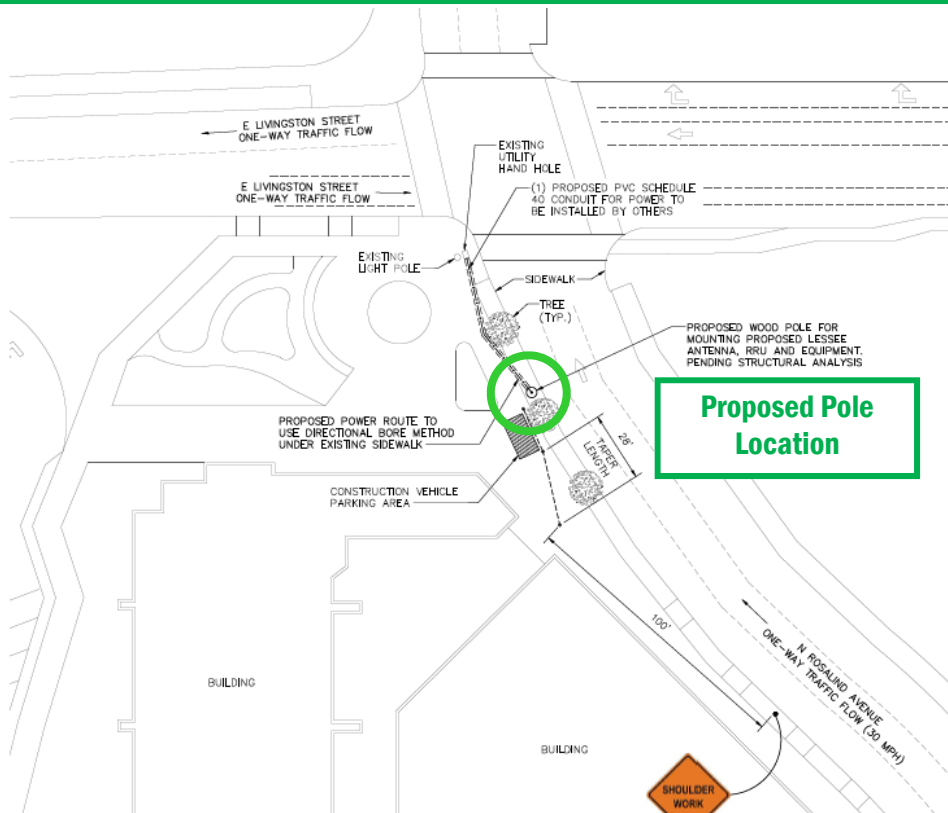 E LIVINGSTON STREET
ONE-WAY TRAFFIC FLOW
E LIVINGSTON STREET
ONE-WAY TRAFFIC FLOW
EXISTING
UTILITY
HAND HOLE
(1) PROPOSED PVC SCHEDULE
40 CONDUIT FOR POWER TO
BE INSTALLED BY OTHERS
EXISTING
LIGHT POLE
SIDEWALK
TREE
(TYP.)
PROPOSED WOOD POLE FOR
MOUNTING PROPOSED LESSEE
ANTENNA, RRU AND EQUIPMENT.
PENDING STRUCTURAL ANALYSIS
Proposed Pole
Location
PROPOSED POWER ROUTE TO
USE DIRECTIONAL BORE METHOD
UNDER EXISTING SIDEWALK
28'
TAPER
LENGTH
CONSTRUCTION VEHICLE
PARKING AREA
100'
N ROSALIND AVENUE
ONE-WAY TRAFFIC FLOW (30 MPH)
BUILDING
BUILDING
SHOULDER
WORK